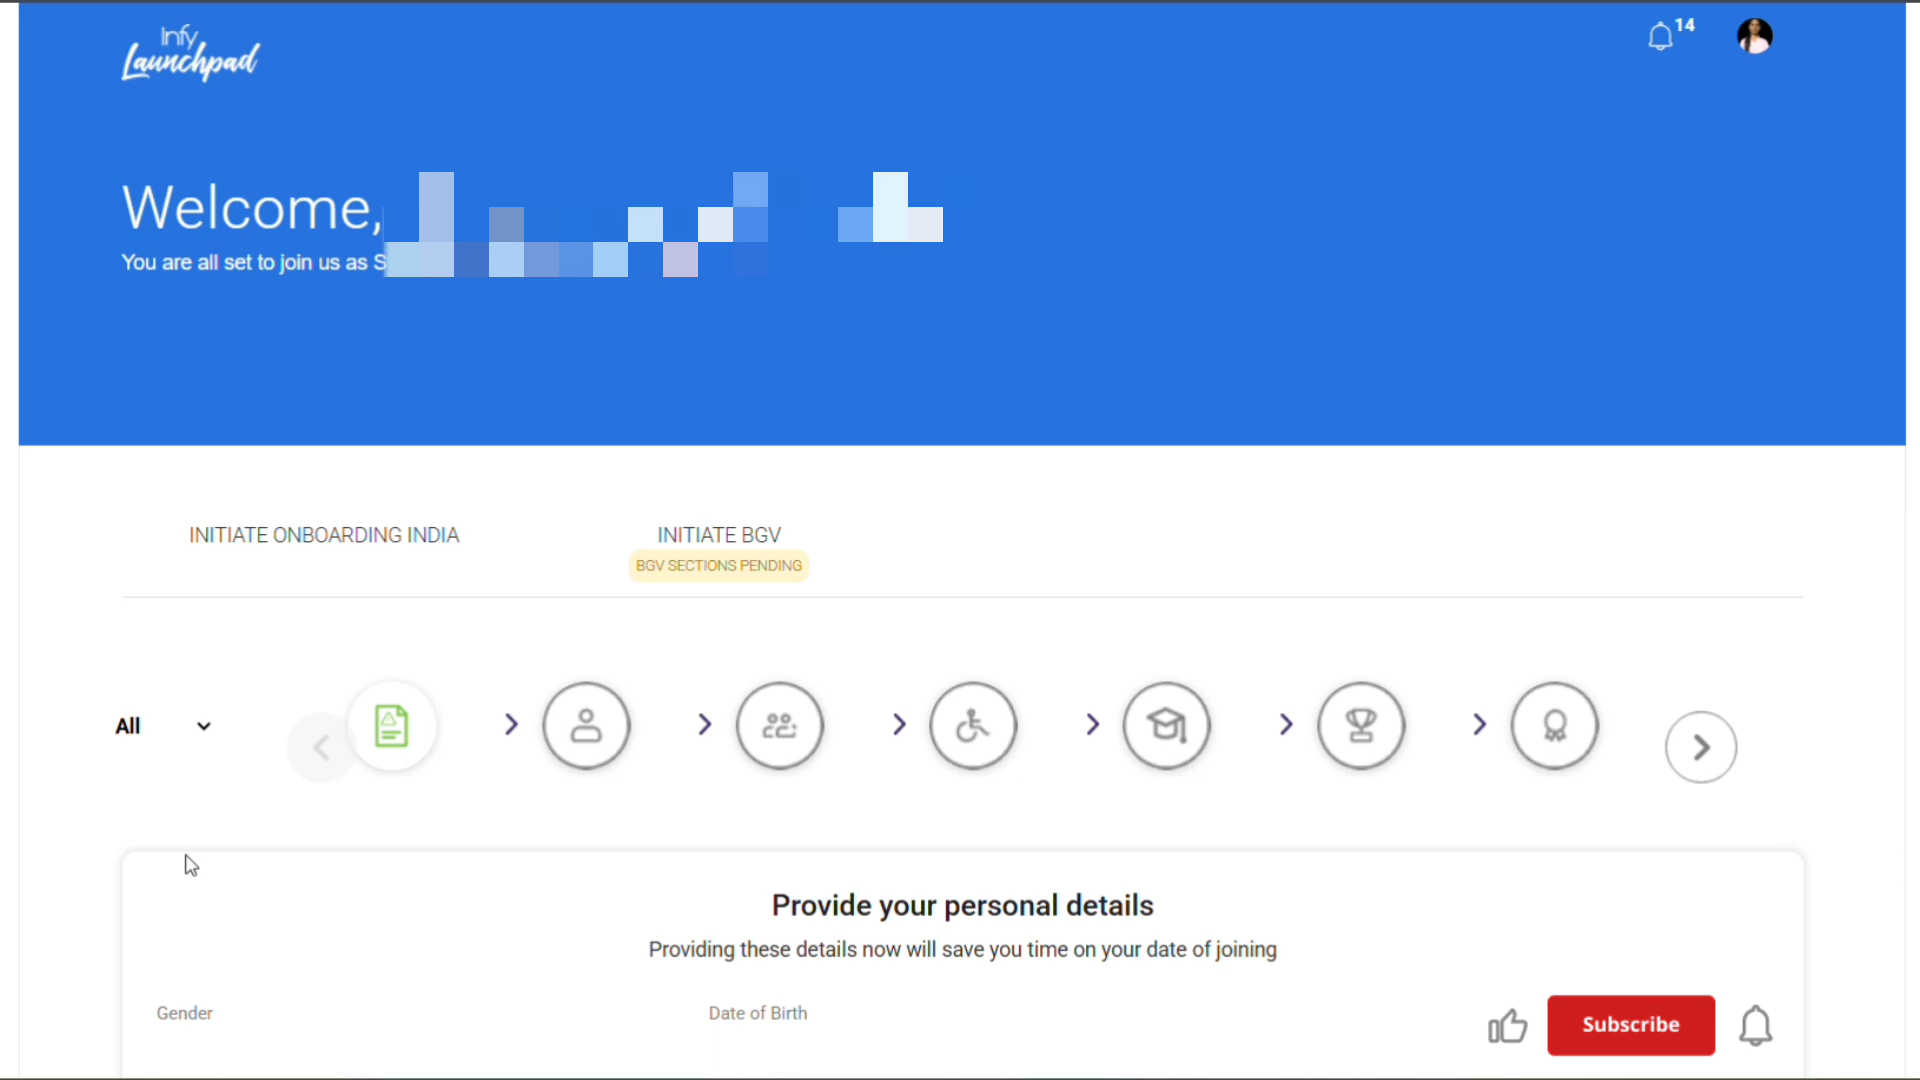 Infy
Launchpad
14
Welcome,
You are all set to join us as S
INITIATE ONBOARDING INDIA
INITIATE BGV
BGV SECTIONS PENDING
All
Provide your personal details
Providing these details now will save you time on your date of joining
Gender
Date of Birth
Subscribe